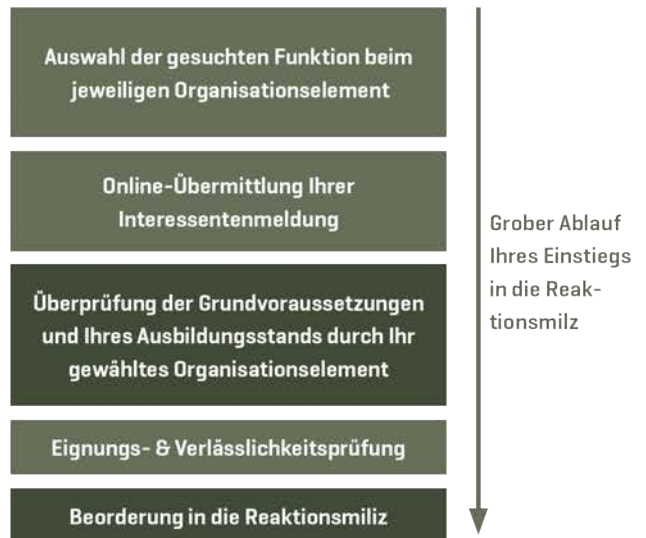 Auswahl der gesuchten Funktion beim
jeweiligen Organisationselement
Online-Übermittlung Ihrer
Interessentenmeldung
Überprüfung der Grundvoraussetzungen
und Ihres Ausbildungsstands durch Ihr
gewähltes Organisationselement
Eignungs- & Verlässlichkeitsprüfung
Beorderung in die Reaktionsmiliz
Grober Ablauf
Ihres Einstiegs
in die Reak-
tionsmilz